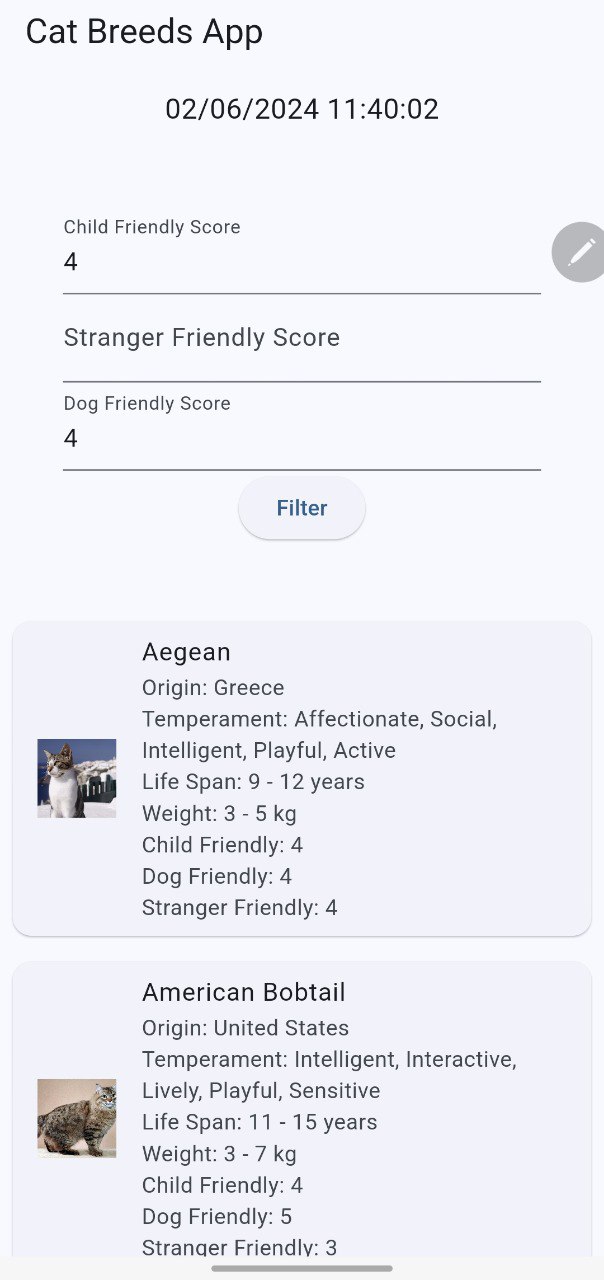 Cat Breeds App
02/06/2024 11:40:02
Child Friendly Score
4
Stranger Friendly Score
Dog Friendly Score
4
Filter
Aegean
Origin: Greece
Temperament: Affectionate, Social,
Intelligent, Playful, Active
Life Span: 9 - 12 years
Weight: 3 - 5 kg
Child Friendly: 4
Dog Friendly: 4
Stranger Friendly: 4
American Bobtail
Origin: United States
Temperament: Intelligent, Interactive,
Lively, Playful, Sensitive
Life Span: 11 - 15 years
Weight: 3 - 7 kg
Child Friendly: 4
Dog Friendly: 5
Stranger Friendly: 3